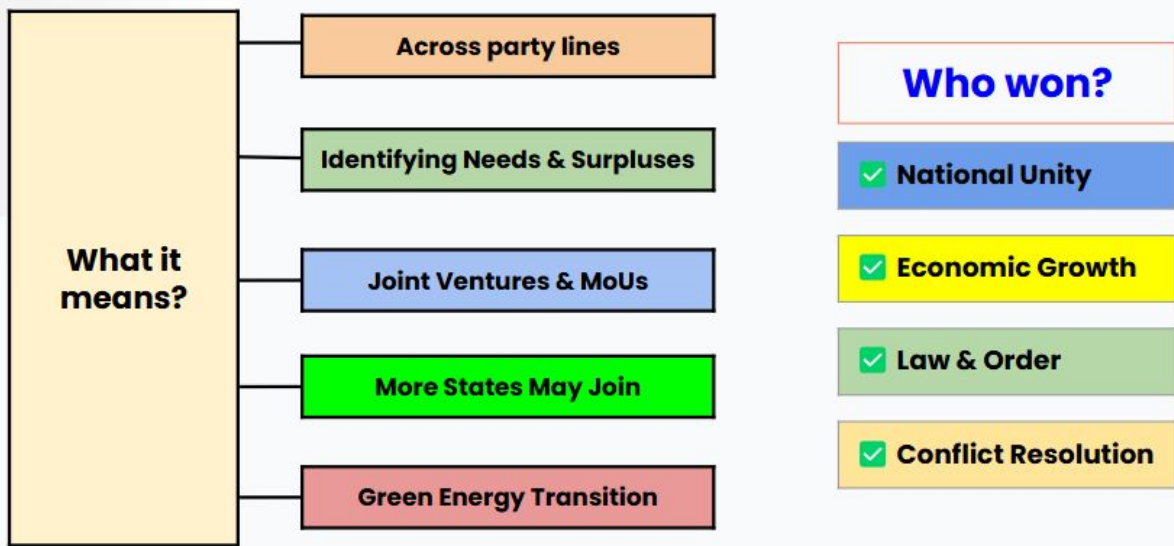 What it
means?
Across party lines
Identifying Needs & Surpluses
Joint Ventures & MoUs
More States May Join
Green Energy Transition
Who won?
✅ National Unity
✅ Economic Growth
✅ Law & Order
✅ Conflict Resolution